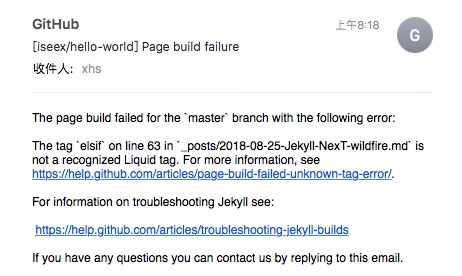 GitHub
上午8:18
G
[iseex/hello-world] Page build failure
收件人： xhs
The page build failed for the `master` branch with the following error:
The tag `elsif` on line 63 in `_posts/2018-08-25-Jekyll-NexT-wildfire.md` is
not a recognized Liquid tag. For more information, see
https://help.github.com/articles/page-build-failed-unknown-tag-error/.
For information on troubleshooting Jekyll see:
https://help.github.com/articles/troubleshooting-jekyll-builds
If you have any questions you can contact us by replying to this email.